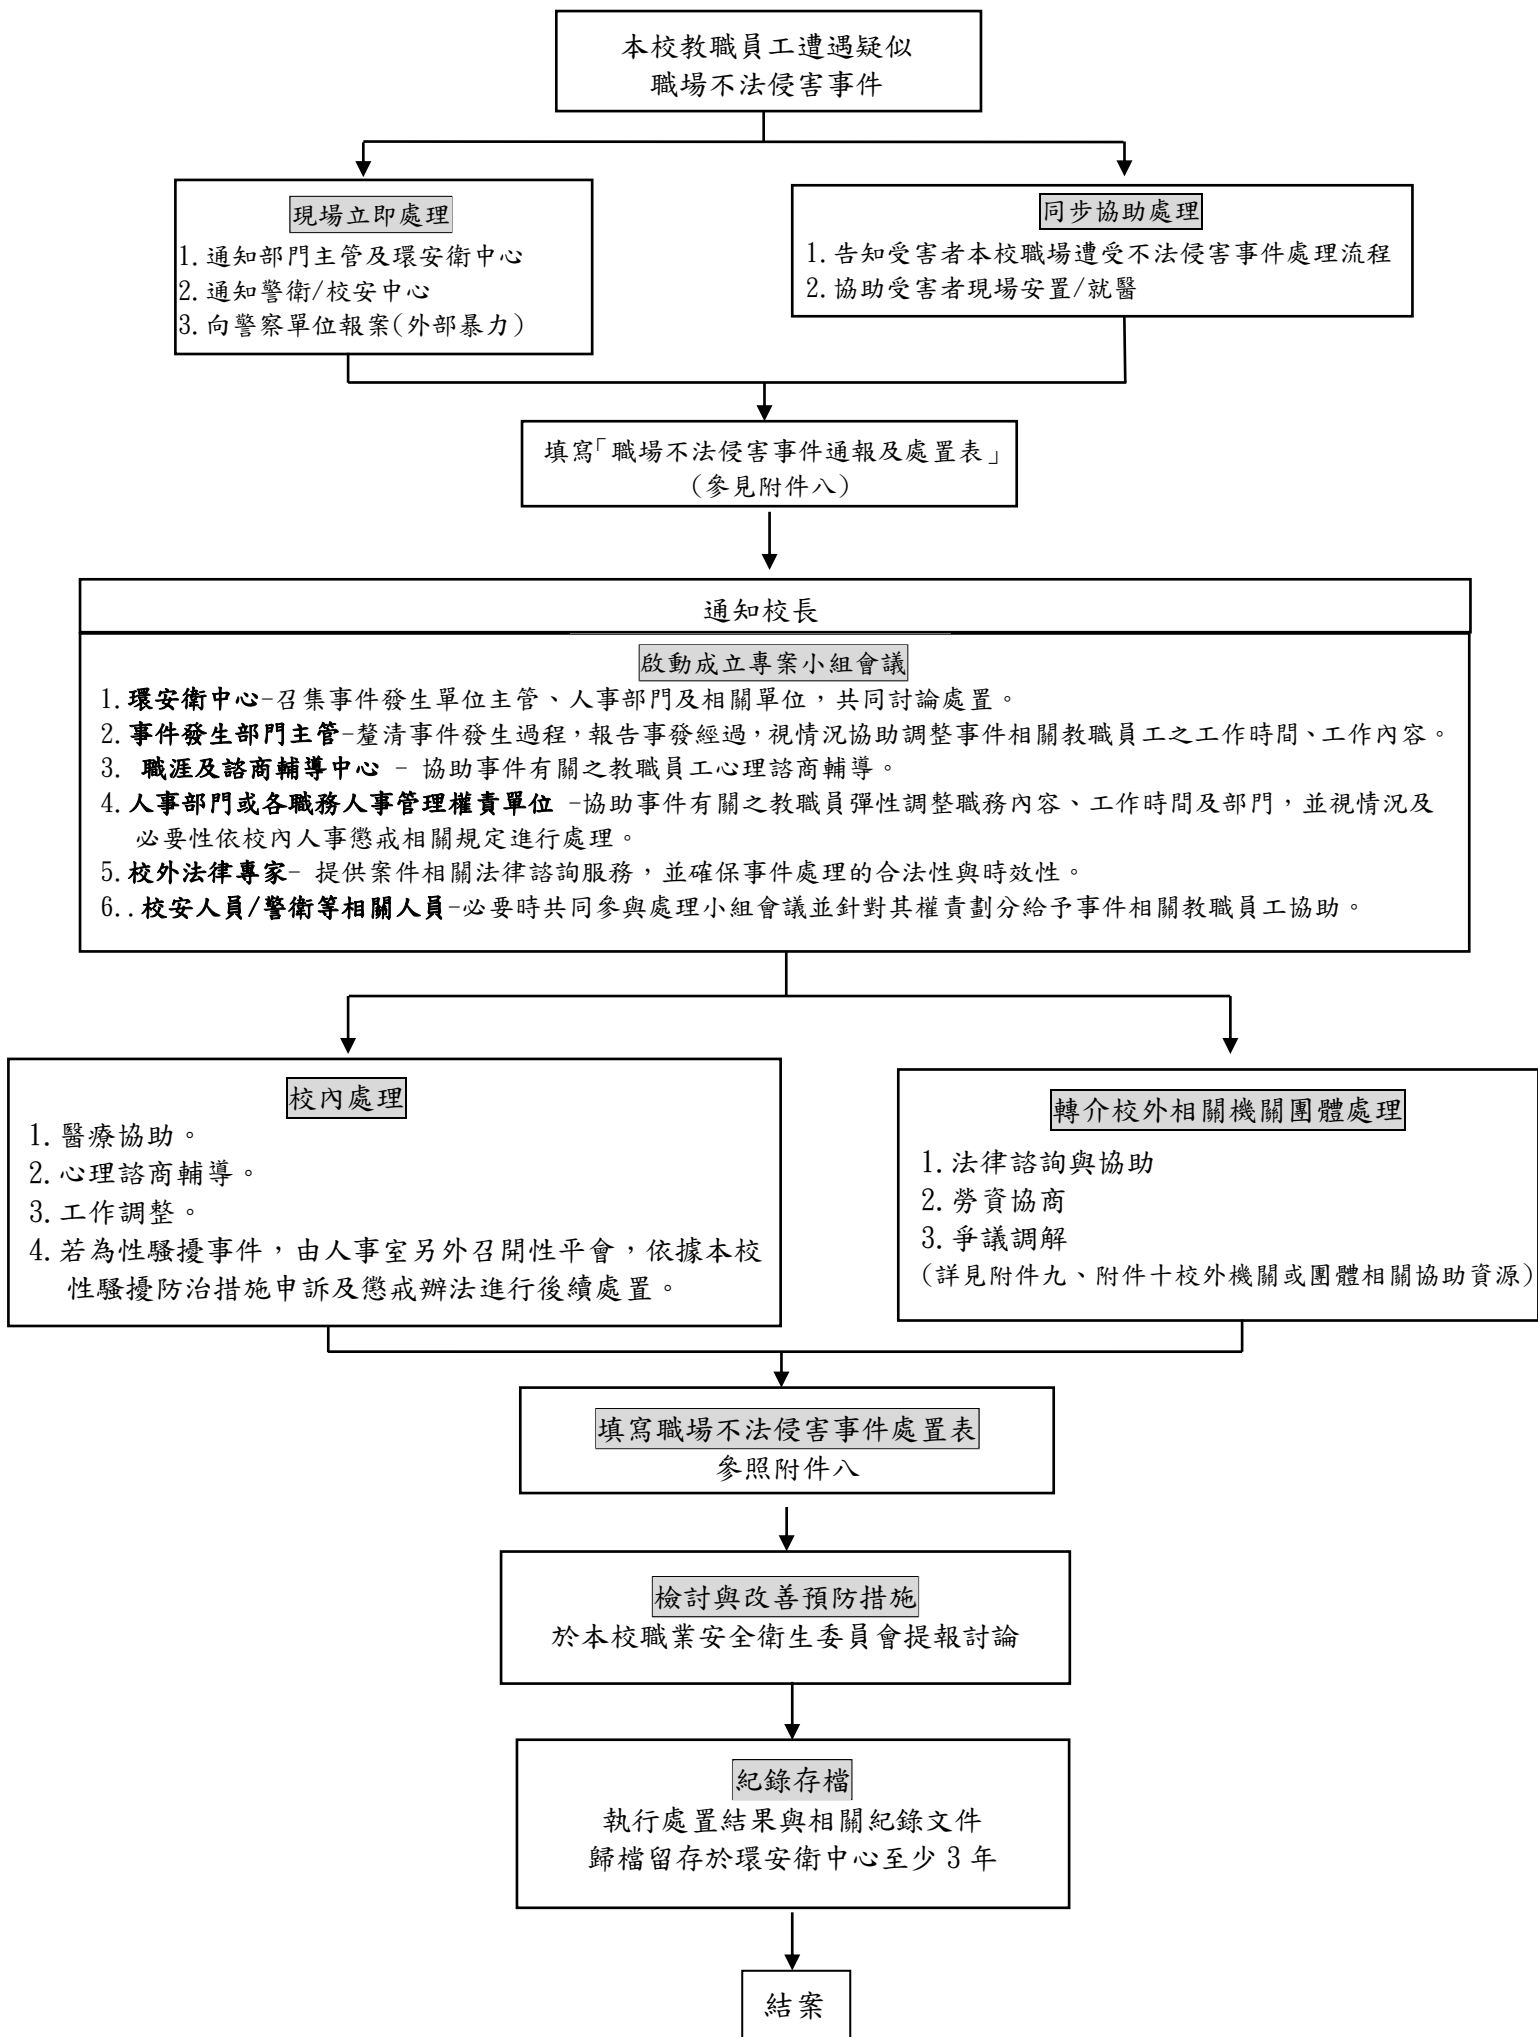 本校教職員工遭遇疑似
職場不法侵害事件
現場立即處理
1.通知部門主管及環安衛中心
2.通知警衛/校安中心
3.向警察單位報案(外部暴力)
同步協助處理
1.告知受害者本校職場遭受不法侵害事件處理流程
2.協助受害者現場安置/就醫
填寫「職場不法侵害事件通報及處置表」
(參見附件八)
通知校長
啟動成立專案小組會議
1.環安衛中心-召集事件發生單位主管、人事部門及相關單位，共同討論處置。
2.事件發生部門主管-釐清事件發生過程，報告事發經過，視情況協助調整事件相關教職員工之工作時間、工作內容。
3. 職涯及諮商輔導中心 - 協助事件有關之教職員工心理諮商輔導。
4.人事部門或各職務人事管理權責單位 -協助事件有關之教職員彈性調整職務內容、工作時間及部門，並視情況及
必要性依校內人事懲戒相關規定進行處理。
5.校外法律專家- 提供案件相關法律諮詢服務，並確保事件處理的合法性與時效性。
6..校安人員/警衛等相關人員-必要時共同參與處理小組會議並針對其權責劃分給予事件相關教職員工協助。
校內處理
1.醫療協助。
2.心理諮商輔導。
3.工作調整。
4.若為性騷擾事件，由人事室另外召開性平會，依據本校
性騷擾防治措施申訴及懲戒辦法進行後續處置。
轉介校外相關機關團體處理
1.法律諮詢與協助
2.勞資協商
3.爭議調解
(詳見附件九、附件十校外機關或團體相關協助資源)
填寫職場不法侵害事件處置表
參照附件八
檢討與改善預防措施
於本校職業安全衛生委員會提報討論
紀錄存檔
執行處置結果與相關紀錄文件
歸檔留存於環安衛中心至少 3 年
結案